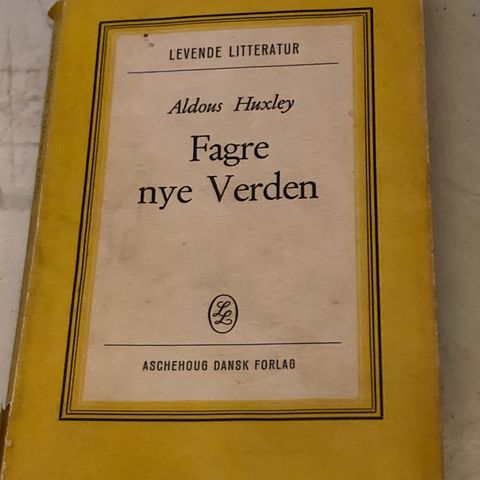 LEVENDE LITTERATUR
Aldous Huxley
Fagre
nye Verden
LL
ASCHEHOUG DANSK FORLAG